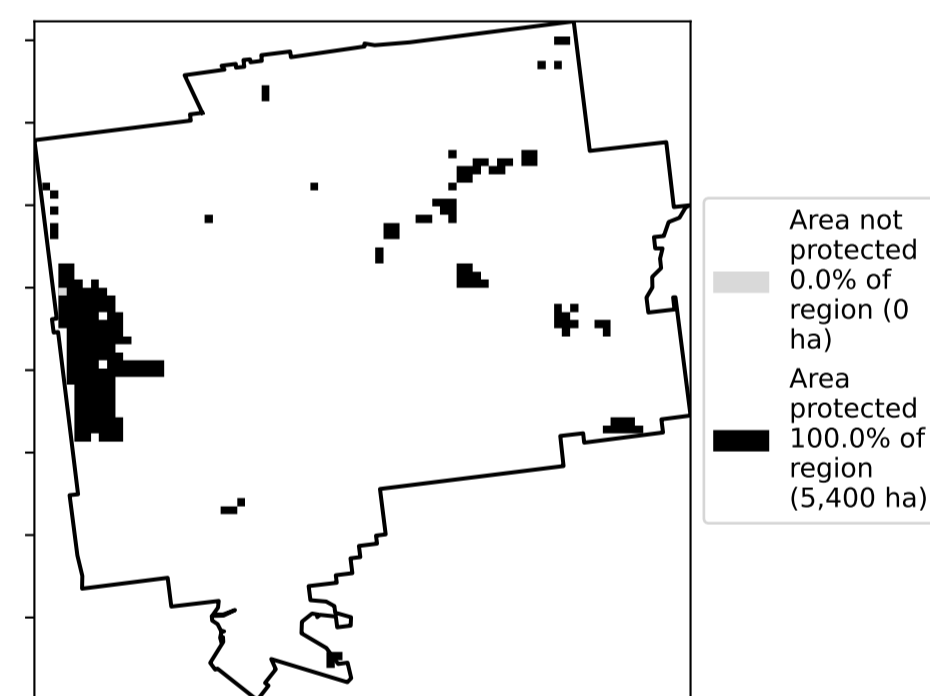 Area not
protected
0.0% of
region (0
ha)
Area
protected
100.0% of
region
(5,400 ha)